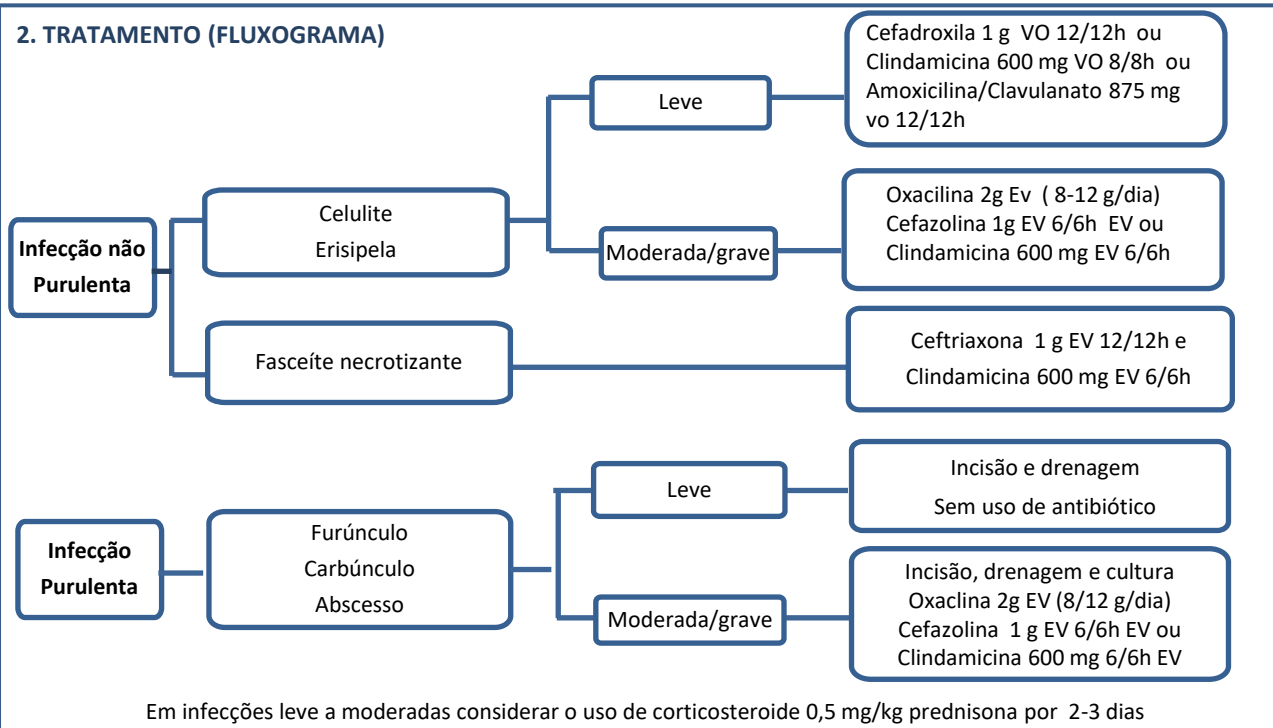 2. TRATAMENTO (FLUXOGRAMA)
Infecção não
Purulenta
Celulite
Erisipela
Leve
Cefadroxila 1 g VO 12/12h ou
Clindamicina 600 mg VO 8/8h ou
Amoxicilina/Clavulanato 875 mg
vo 12/12h
Moderada/grave
Oxacilina 2g Ev ( 8-12 g/dia)
Cefazolina 1g EV 6/6h EV ou
Clindamicina 600 mg EV 6/6h
Fasceíte necrotizante
Ceftriaxona 1 g EV 12/12h e
Clindamicina 600 mg EV 6/6h
Infecção
Purulenta
Furúnculo
Carbúnculo
Abscesso
Leve
Incisão e drenagem
Sem uso de antibiótico
Moderada/grave
Incisão, drenagem e cultura
Oxaclina 2g EV (8/12 g/dia)
Cefazolina 1 g EV 6/6h EV ou
Clindamicina 600 mg 6/6h EV
Em infecções leve a moderadas considerar o uso de corticosteroide 0,5 mg/kg prednisona por 2-3 dias